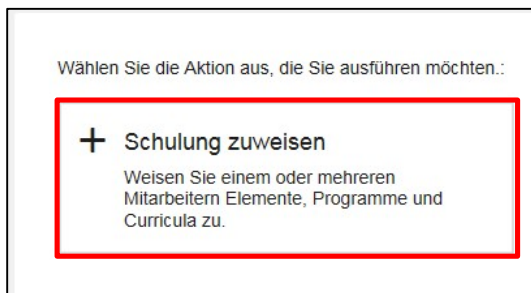 Wählen Sie die Aktion aus, die Sie ausführen möchten.:
+ Schulung zuweisen
Weisen Sie einem oder mehreren
Mitarbeitern Elemente, Programme und
Curricula zu.